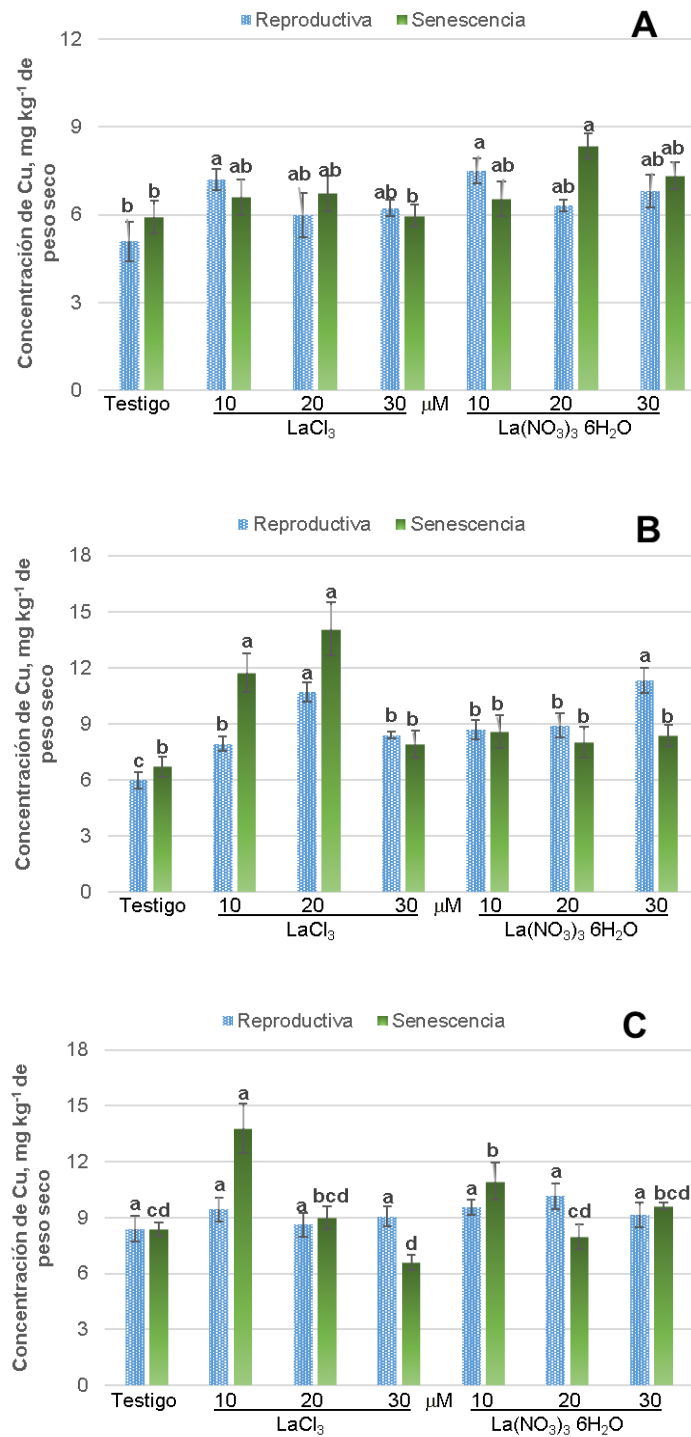 Reproductiva Senescencia
A
Concentración de Cu, mg kg⁻¹ de
peso seco
12
9
6
3
0
b b a ab ab ab ab b a ab ab a ab ab
Testigo 10 20 30 μM 10 20 30
LaCl₃ La(NO₃)₃ 6H₂O
Reproductiva Senescencia
B
Concentración de Cu, mg kg⁻¹ de
peso seco
18
15
12
9
6
3
0
c b b a a a b b b b b b a b
Testigo 10 20 30 μM 10 20 30
LaCl₃ La(NO₃)₃ 6H₂O
Reproductiva Senescencia
C
Concentración de Cu, mg kg⁻¹ de
peso seco
18
15
12
9
6
3
0
a cd a a a bcd a d a b a cd a bcd
Testigo 10 20 30 μM 10 20 30
LaCl₃ La(NO₃)₃ 6H₂O